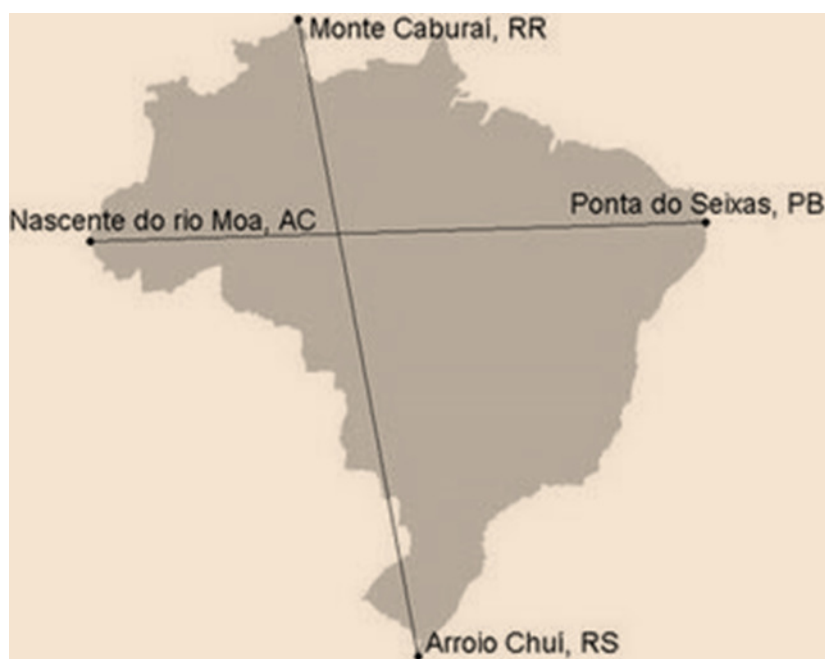 Monte Caburaí, RR
Nascente do rio Moa, AC
Ponta do Seixas, PB
Arroio Chuí, RS